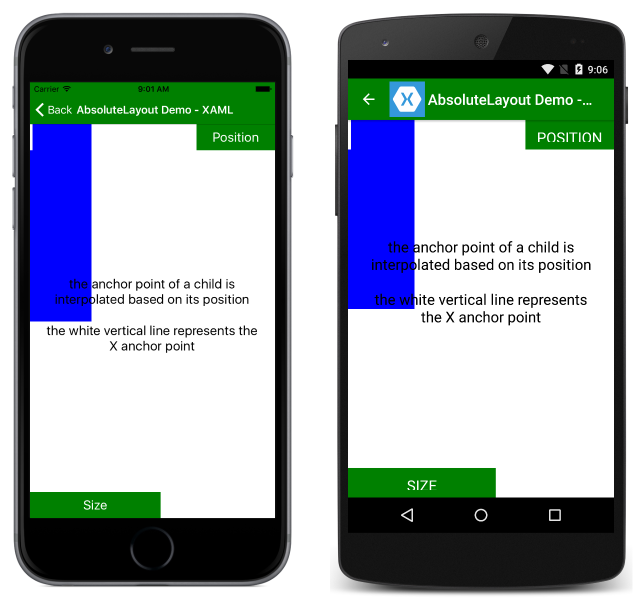 Carrier 9:01 AM
Back AbsoluteLayout Demo - XAML
Position
the anchor point of a child is
interpolated based on its position
the white vertical line represents the
X anchor point
Size
9:06
AbsoluteLayout Demo -...
POSITION
the anchor point of a child is
interpolated based on its position
the white vertical line represents
the X anchor point
SIZE